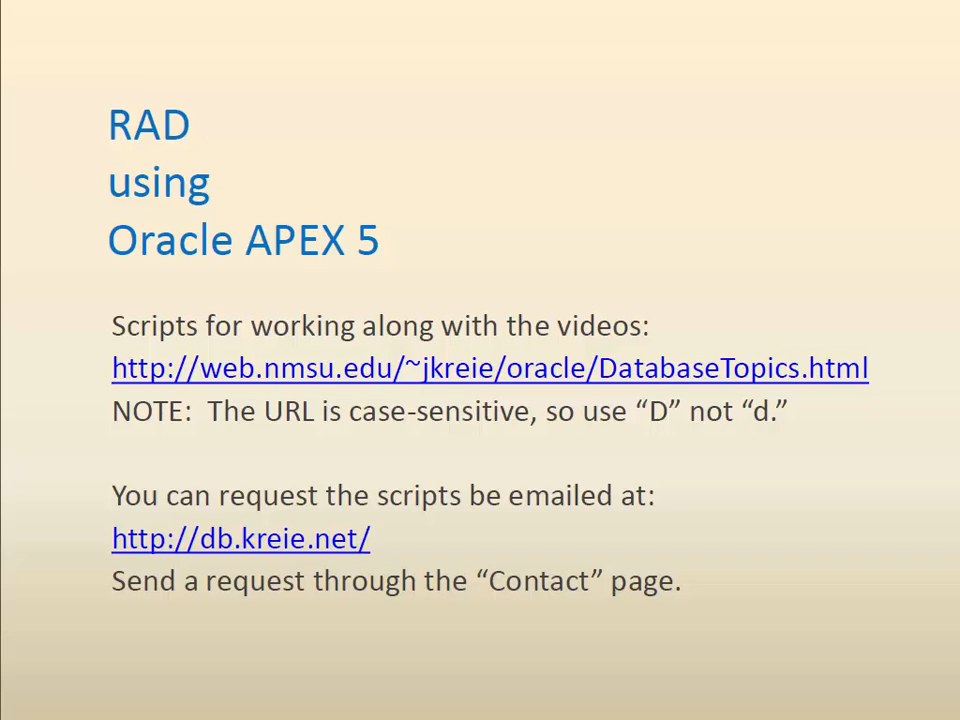 RAD
using
Oracle APEX 5
Scripts for working along with the videos:
http://web.nmsu.edu/~jkreie/oracle/DatabaseTopics.html
NOTE:  The URL is case-sensitive, so use “D” not “d.”
You can request the scripts be emailed at:
http://db.kreie.net/
Send a request through the “Contact” page.